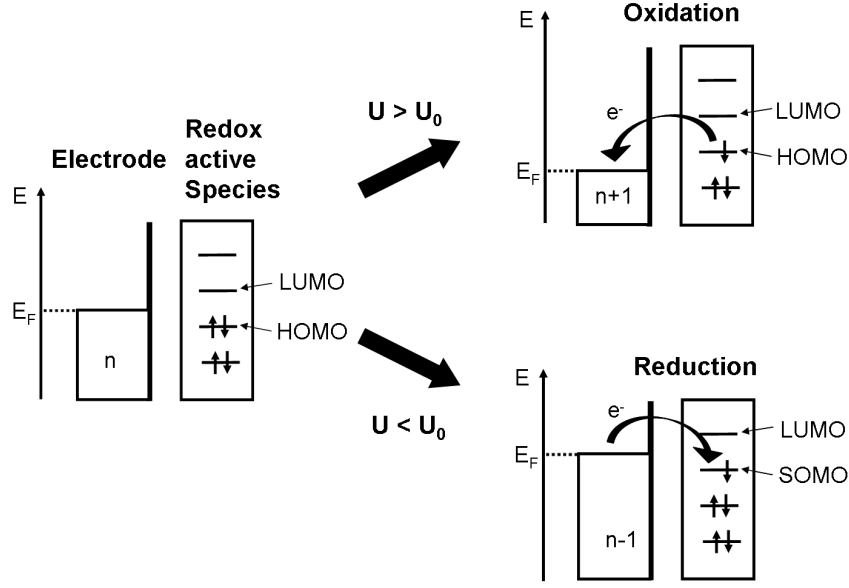 Electrode
Redox
active
Species
E
E_F
n
LUMO
HOMO
U > U₀
U < U₀
Oxidation
E
e⁻
LUMO
HOMO
E_F
n+1
Reduction
E
e⁻
LUMO
SOMO
E_F
n-1